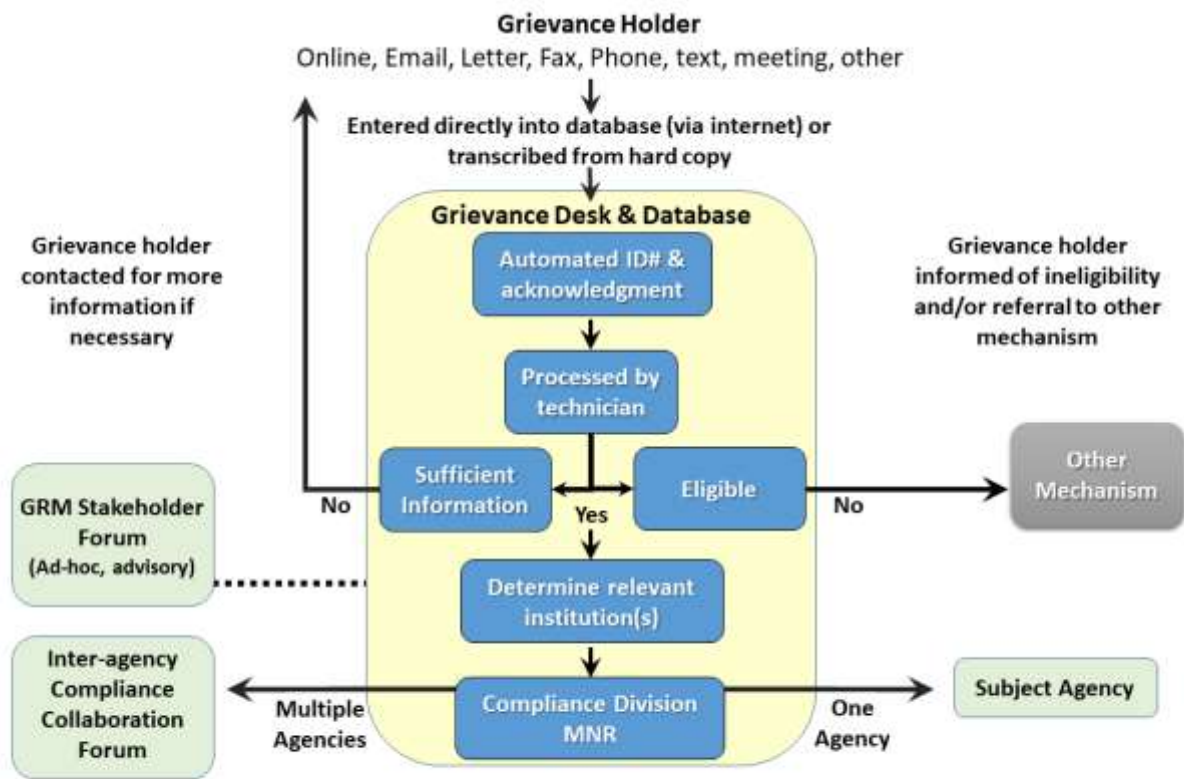 Grievance Holder
Online, Email, Letter, Fax, Phone, text, meeting, other
Entered directly into database (via internet) or
transcribed from hard copy
Grievance Desk & Database
Automated ID# &
acknowledgment
Grievance holder
contacted for more
information if
necessary
Grievance holder
informed of ineligibility
and/or referral to other
mechanism
Processed by
technician
Sufficient
Information
No
Yes
Eligible
No
Other
Mechanism
GRM Stakeholder
Forum
(Ad-hoc, advisory)
Determine relevant
institution(s)
Inter-agency
Compliance
Collaboration
Forum
Multiple
Agencies
Compliance Division
MNR
One
Agency
Subject Agency